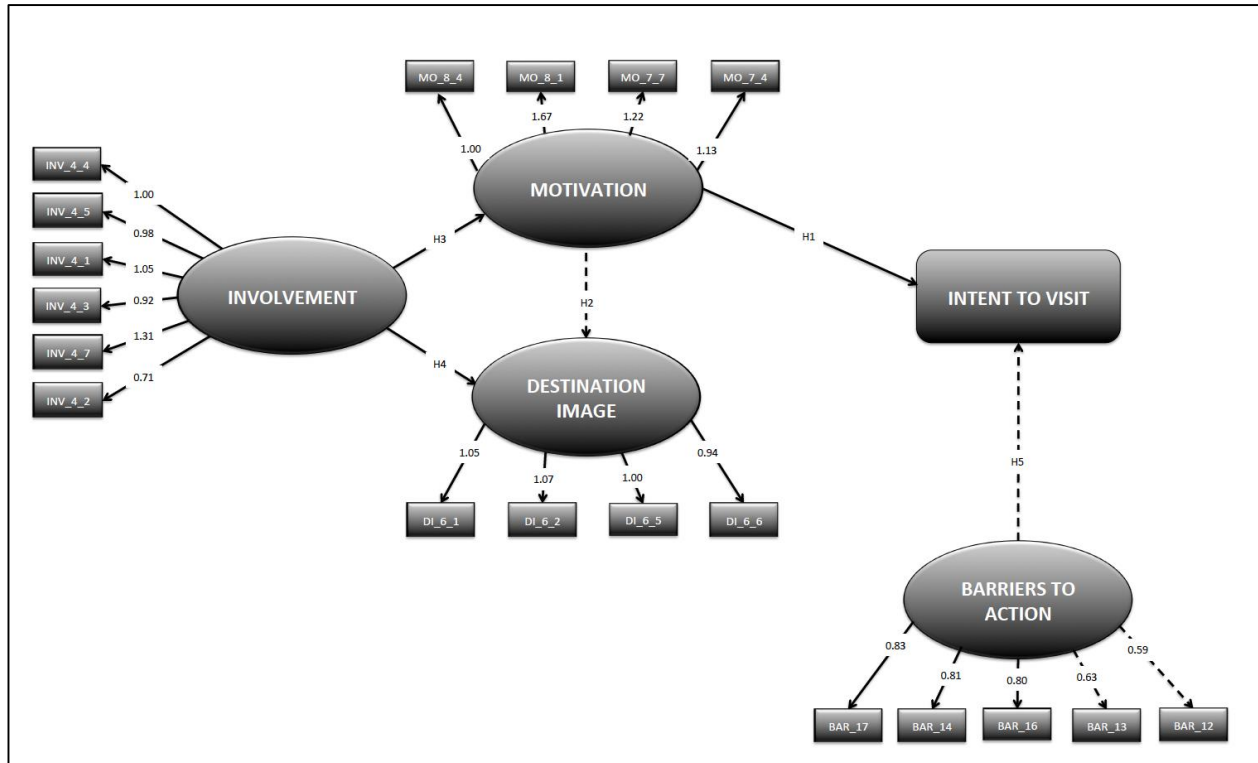 MO_8_4
MO_8_1
MO_7_7
MO_7_4
1.00
1.67
1.22
1.13
MOTIVATION
INV_4_4
INV_4_5
INV_4_1
INV_4_3
INV_4_7
INV_4_2
1.00
0.98
1.05
0.92
1.31
0.71
INVOLVEMENT
H3
H4
H2
H1
INTENT TO VISIT
DESTINATION
IMAGE
1.05
1.07
1.00
0.94
DI_6_1
DI_6_2
DI_6_5
DI_6_6
H5
BARRIERS TO
ACTION
0.83
0.81
0.80
0.63
0.59
BAR_17
BAR_14
BAR_16
BAR_13
BAR_12